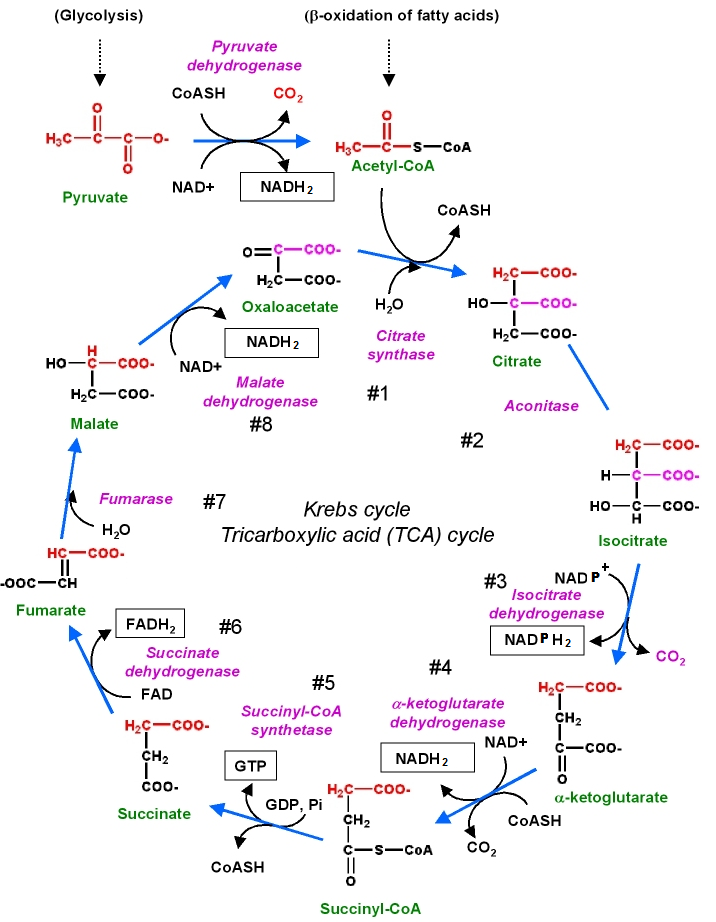 (Glycolysis)
(β-oxidation of fatty acids)
Pyruvate
dehydrogenase
CoASH
CO2
O
H3C—C—C—O-
O
Pyruvate
NAD+
NADH2
O
H3C—C—S—CoA
Acetyl-CoA
CoASH
H2O
Citrate
synthase
#1
O=C—COO-
H2C—COO-
Oxaloacetate
H2C—COO-
HO—C—COO-
H2C—COO-
Citrate
Aconitase
#2
H2C—COO-
H—C—COO-
HO—C—COO-
H
Isocitrate
#3
NADP+
Isocitrate
dehydrogenase
NADPH2
CO2
H2C—COO-
CH2
C—COO-
O
α-ketoglutarate
#4
α-ketoglutarate
dehydrogenase
NAD+
NADH2
CoASH
CO2
H2C—COO-
CH2
C—S—CoA
O
Succinyl-CoA
#5
Succinyl-CoA
synthetase
GTP
GDP, Pi
CoASH
H2C—COO-
CH2
COO-
Succinate
#6
FADH2
Succinate
dehydrogenase
FAD
HC—COO-
-OOC—CH
Fumarate
Fumarase
#7
H2O
H
HO—C—COO-
H2C—COO-
Malate
NAD+
NADH2
Malate
dehydrogenase
#8
Krebs cycle
Tricarboxylic acid (TCA) cycle